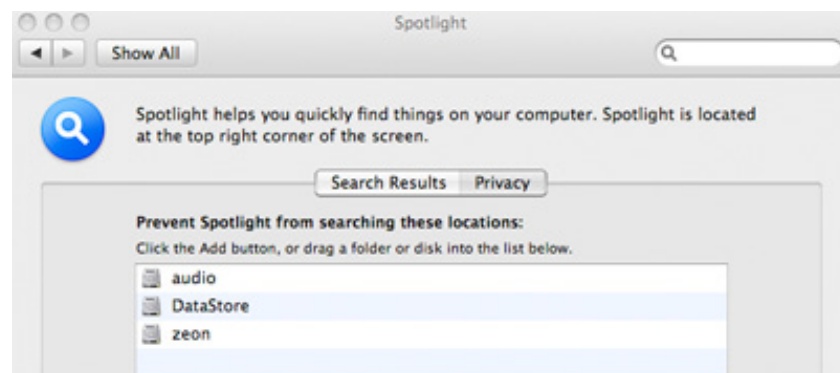 Spotlight
Show All
Spotlight helps you quickly find things on your computer. Spotlight is located
at the top right corner of the screen.
Search Results Privacy
Prevent Spotlight from searching these locations:
Click the Add button, or drag a folder or disk into the list below.
audio
DataStore
zeon